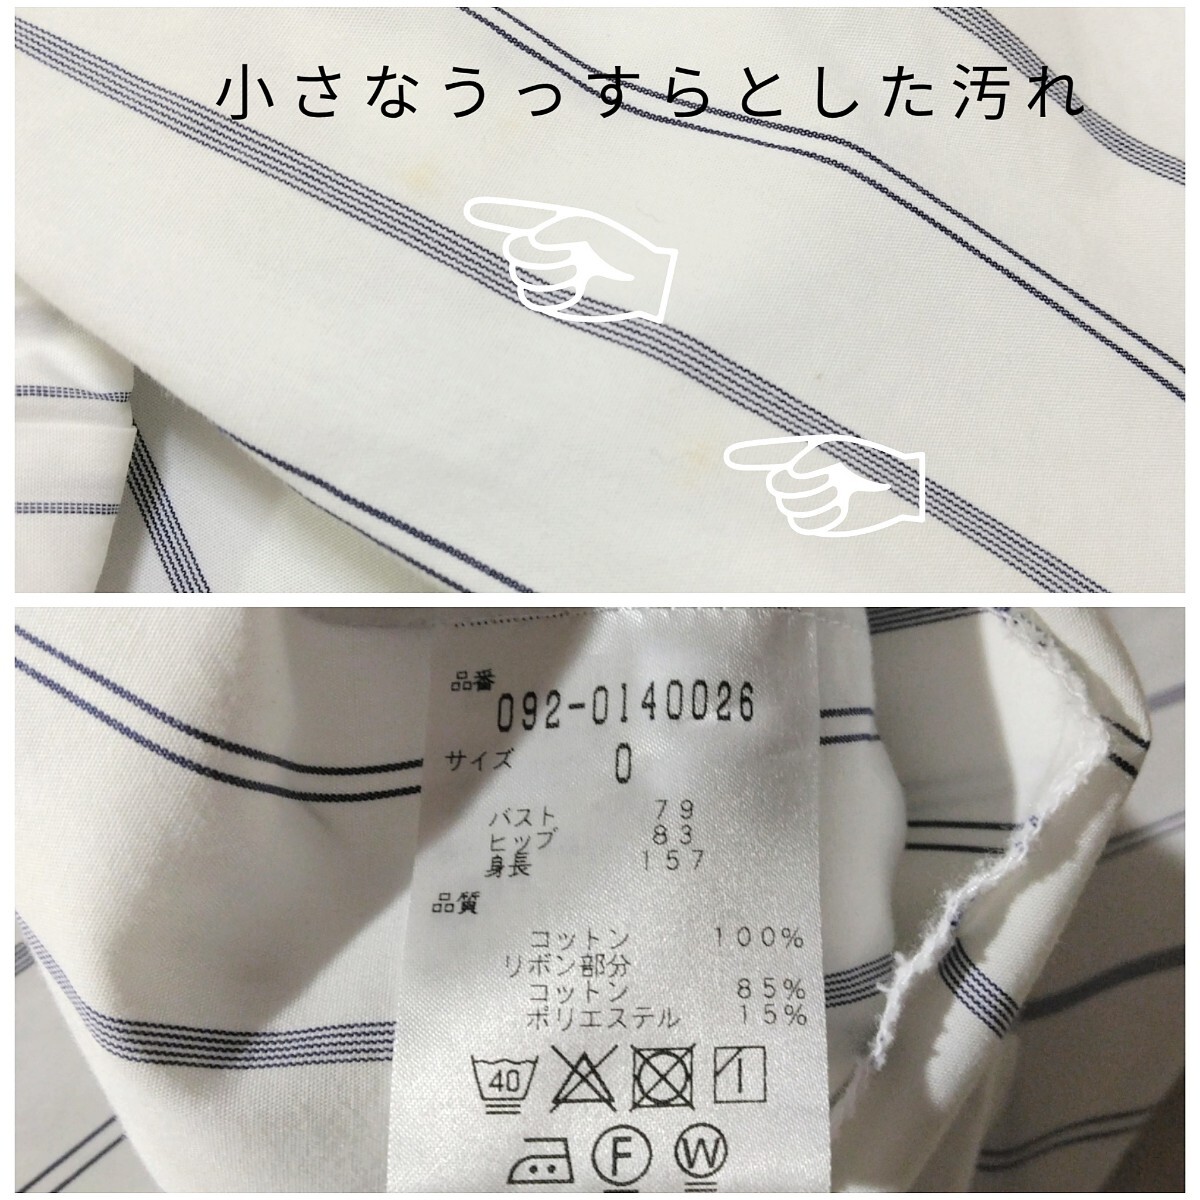 小さなうっすらとした汚れ
品番
092-0140026
サイズ 0
バスト 79
ヒップ 83
身長 157
品質
コットン 100%
リボン部分
コットン 85%
ポリエステル 15%
40
F W